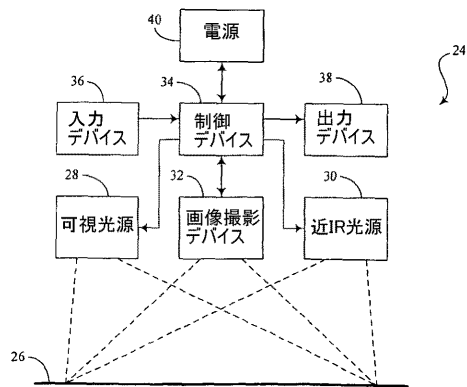 40
電源
24
36
34
38
入力
デバイス
制御
デバイス
出力
デバイス
28
32
30
可視光源
画像撮影
デバイス
近IR光源
26